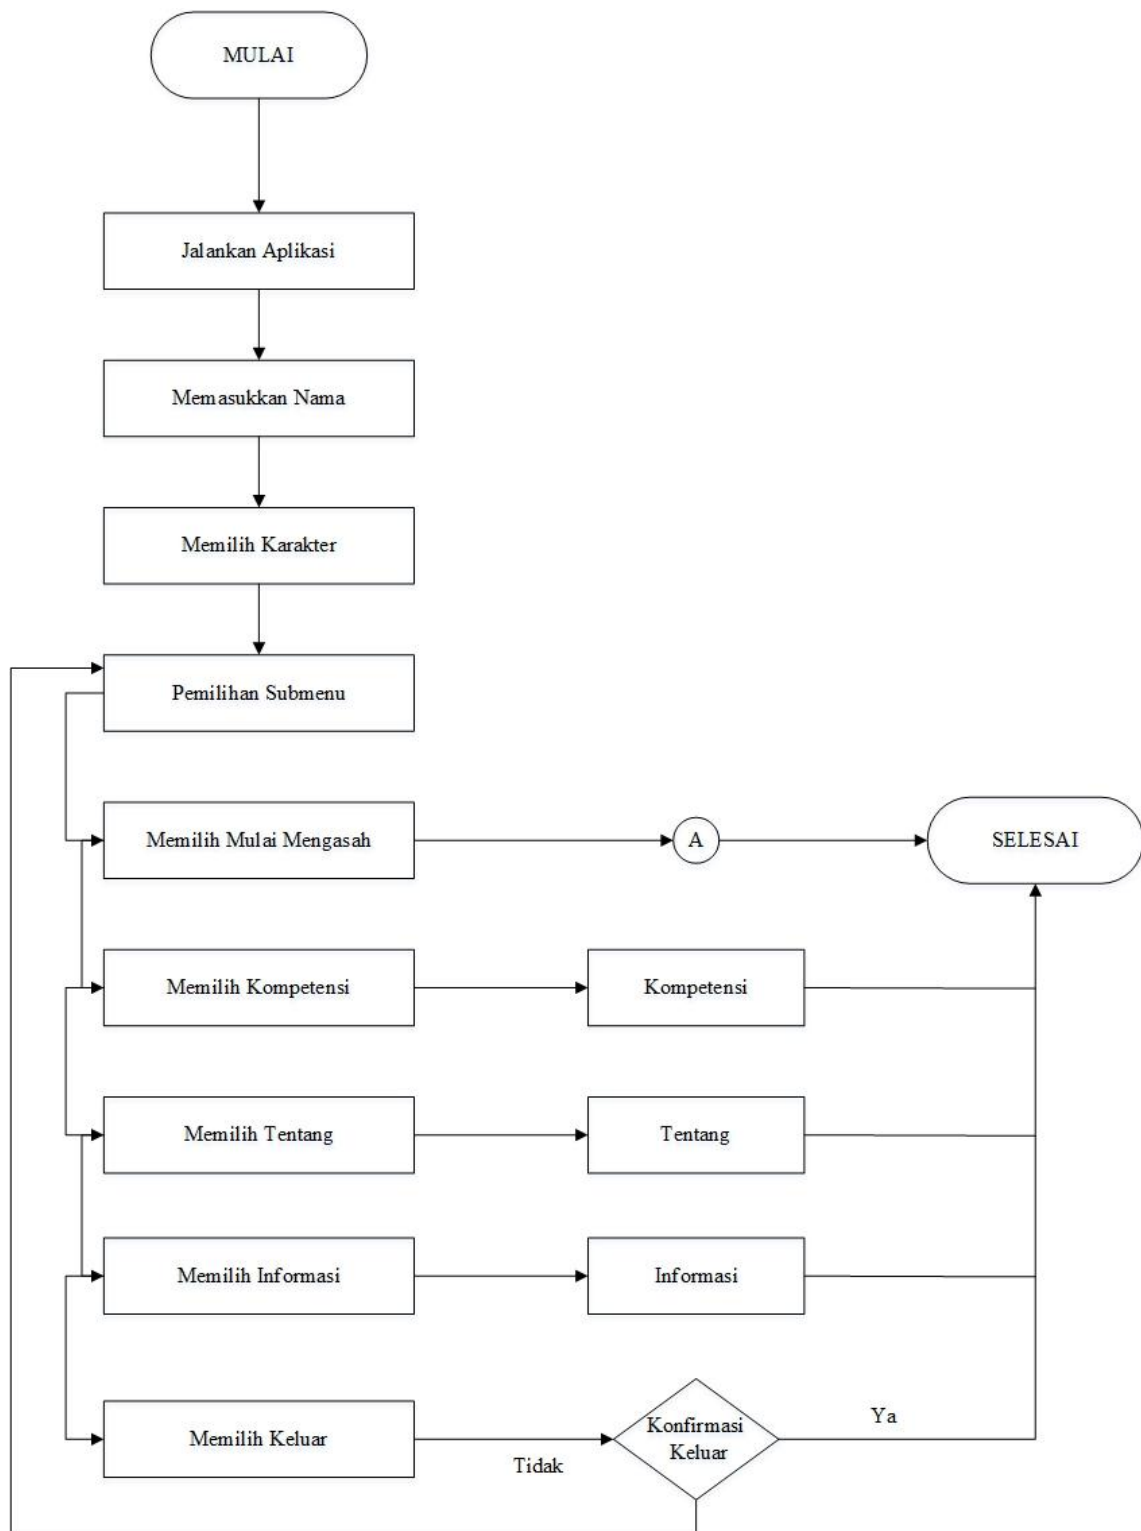 MULAI
Jalankan Aplikasi
Memasukkan Nama
Memilih Karakter
Pemilihan Submenu
Memilih Mulai Mengasah
A
SELESAI
Memilih Kompetensi
Kompetensi
Memilih Tentang
Tentang
Memilih Informasi
Informasi
Memilih Keluar
Tidak
Konfirmasi
Keluar
Ya